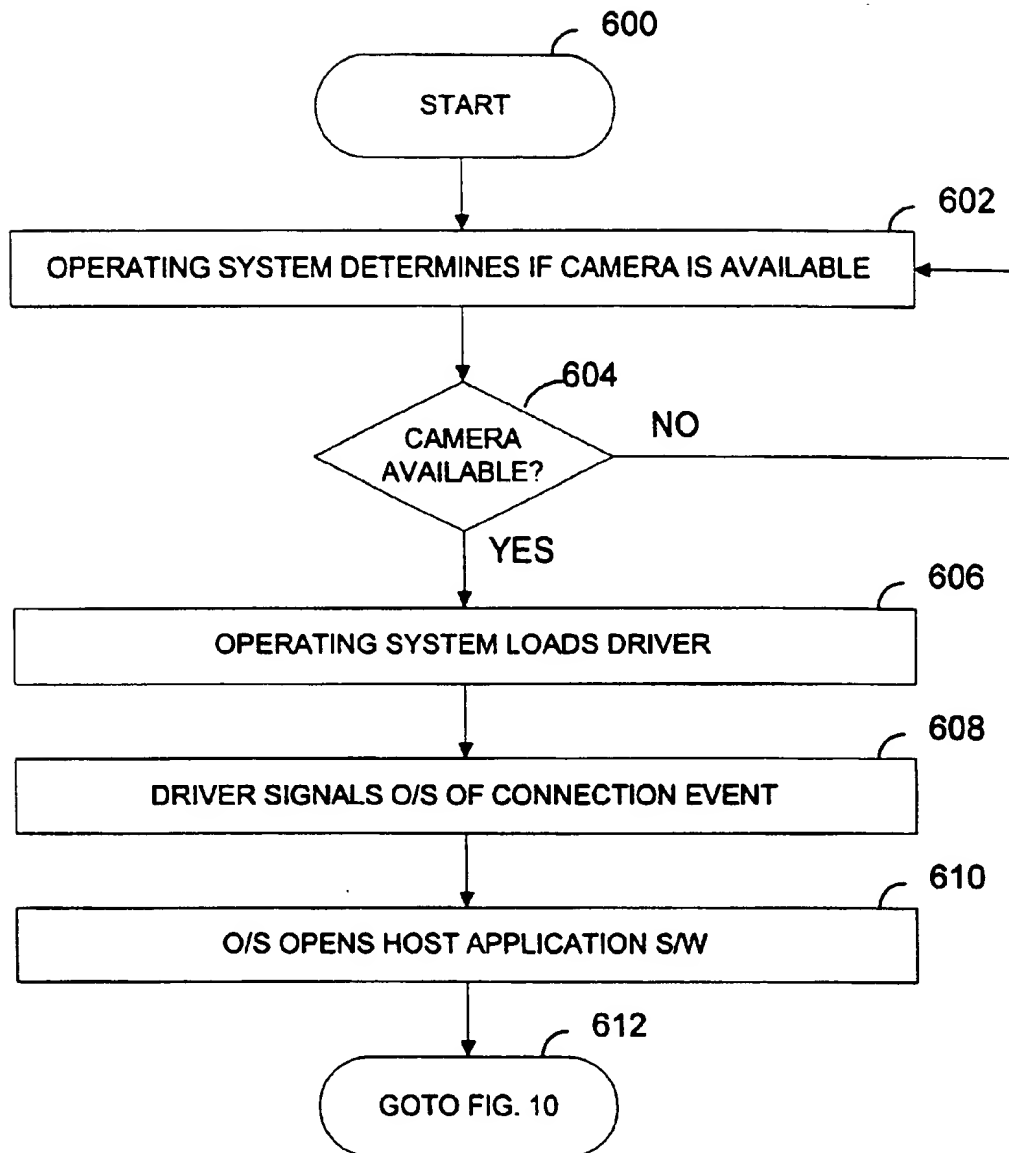 600
START
602
OPERATING SYSTEM DETERMINES IF CAMERA IS AVAILABLE
604
CAMERA
AVAILABLE?
NO
YES
606
OPERATING SYSTEM LOADS DRIVER
608
DRIVER SIGNALS O/S OF CONNECTION EVENT
610
O/S OPENS HOST APPLICATION S/W
612
GOTO FIG. 10